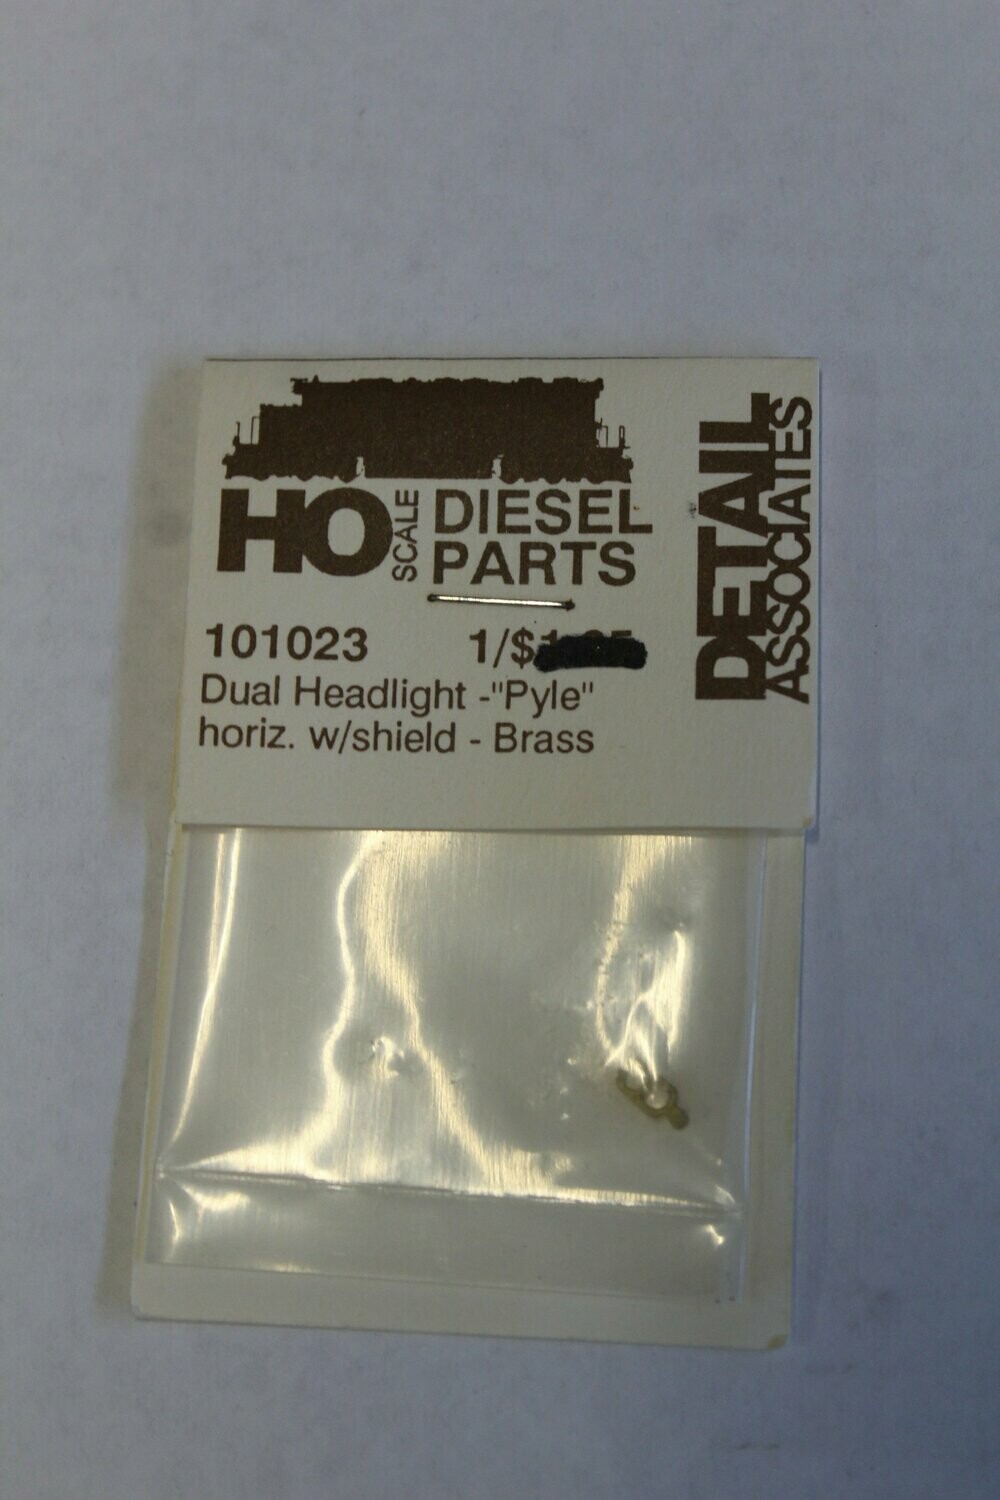 HO SCALE DIESEL
PARTS
101023 1/$
Dual Headlight -"Pyle"
horiz. w/shield - Brass
DETAIL
ASSOCIATES